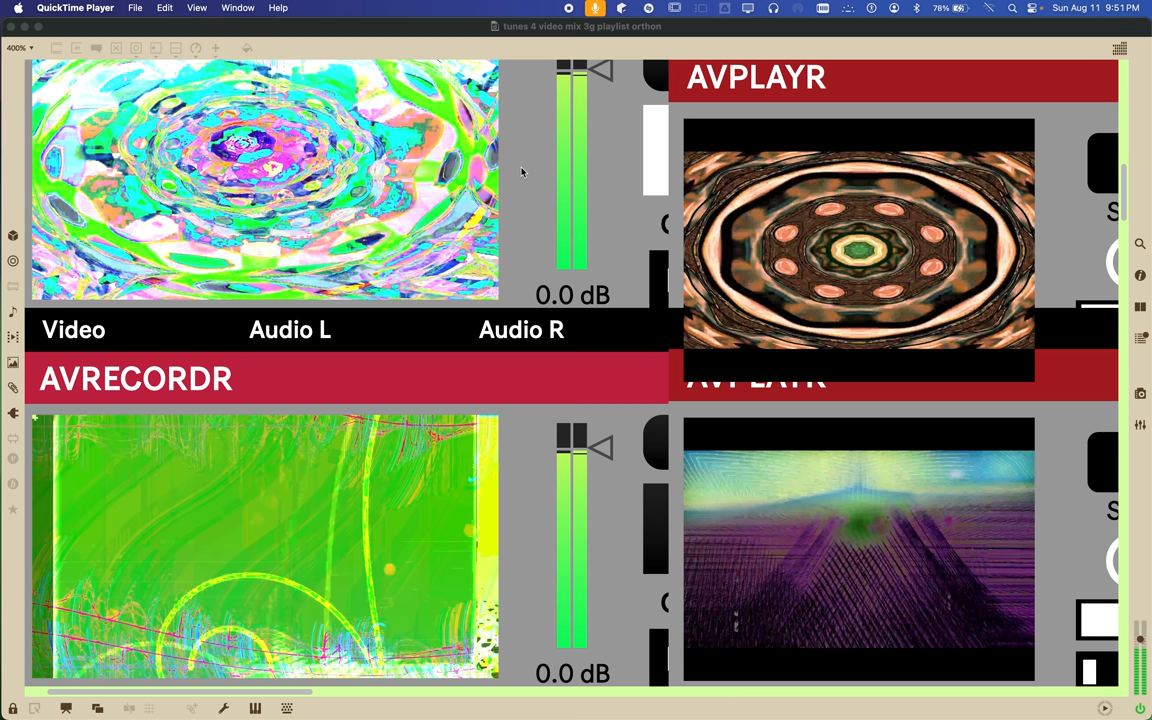 QuickTime Player File Edit View Window Help 78% Sun Aug 11 9:51 PM
tunes 4 video mix 3g playlist orthon
400%
AVPLAYR
0.0 dB
Video Audio L Audio R
AVRECORDR
AVPLAYR
0.0 dB